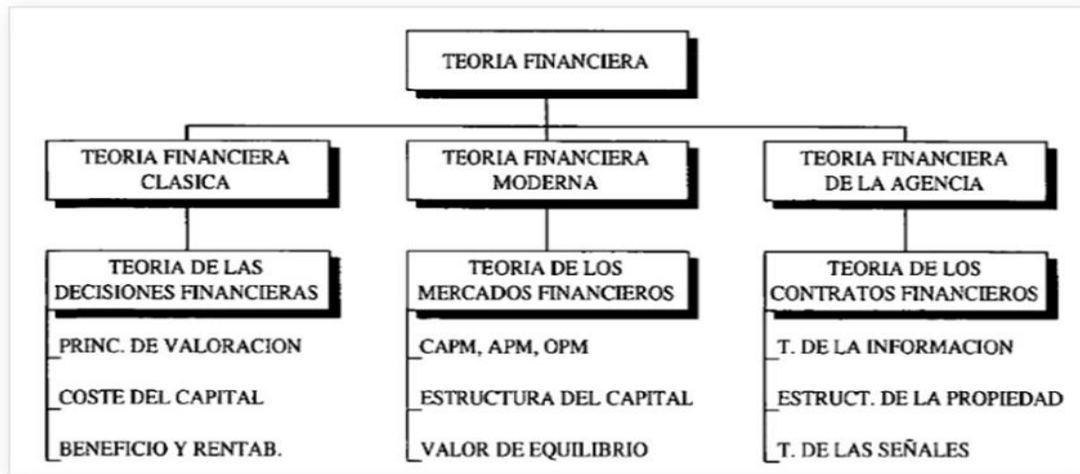 TEORIA FINANCIERA
TEORIA FINANCIERA
CLASICA
TEORIA FINANCIERA
MODERNA
TEORIA FINANCIERA
DE LA AGENCIA
TEORIA DE LAS
DECISIONES FINANCIERAS
TEORIA DE LOS
MERCADOS FINANCIEROS
TEORIA DE LOS
CONTRATOS FINANCIEROS
PRINC. DE VALORACION
COSTE DEL CAPITAL
BENEFICIO Y RENTAB.
CAPM, APM, OPM
ESTRUCTURA DEL CAPITAL
VALOR DE EQUILIBRIO
T. DE LA INFORMACION
ESTRUCT. DE LA PROPIEDAD
T. DE LAS SEÑALES